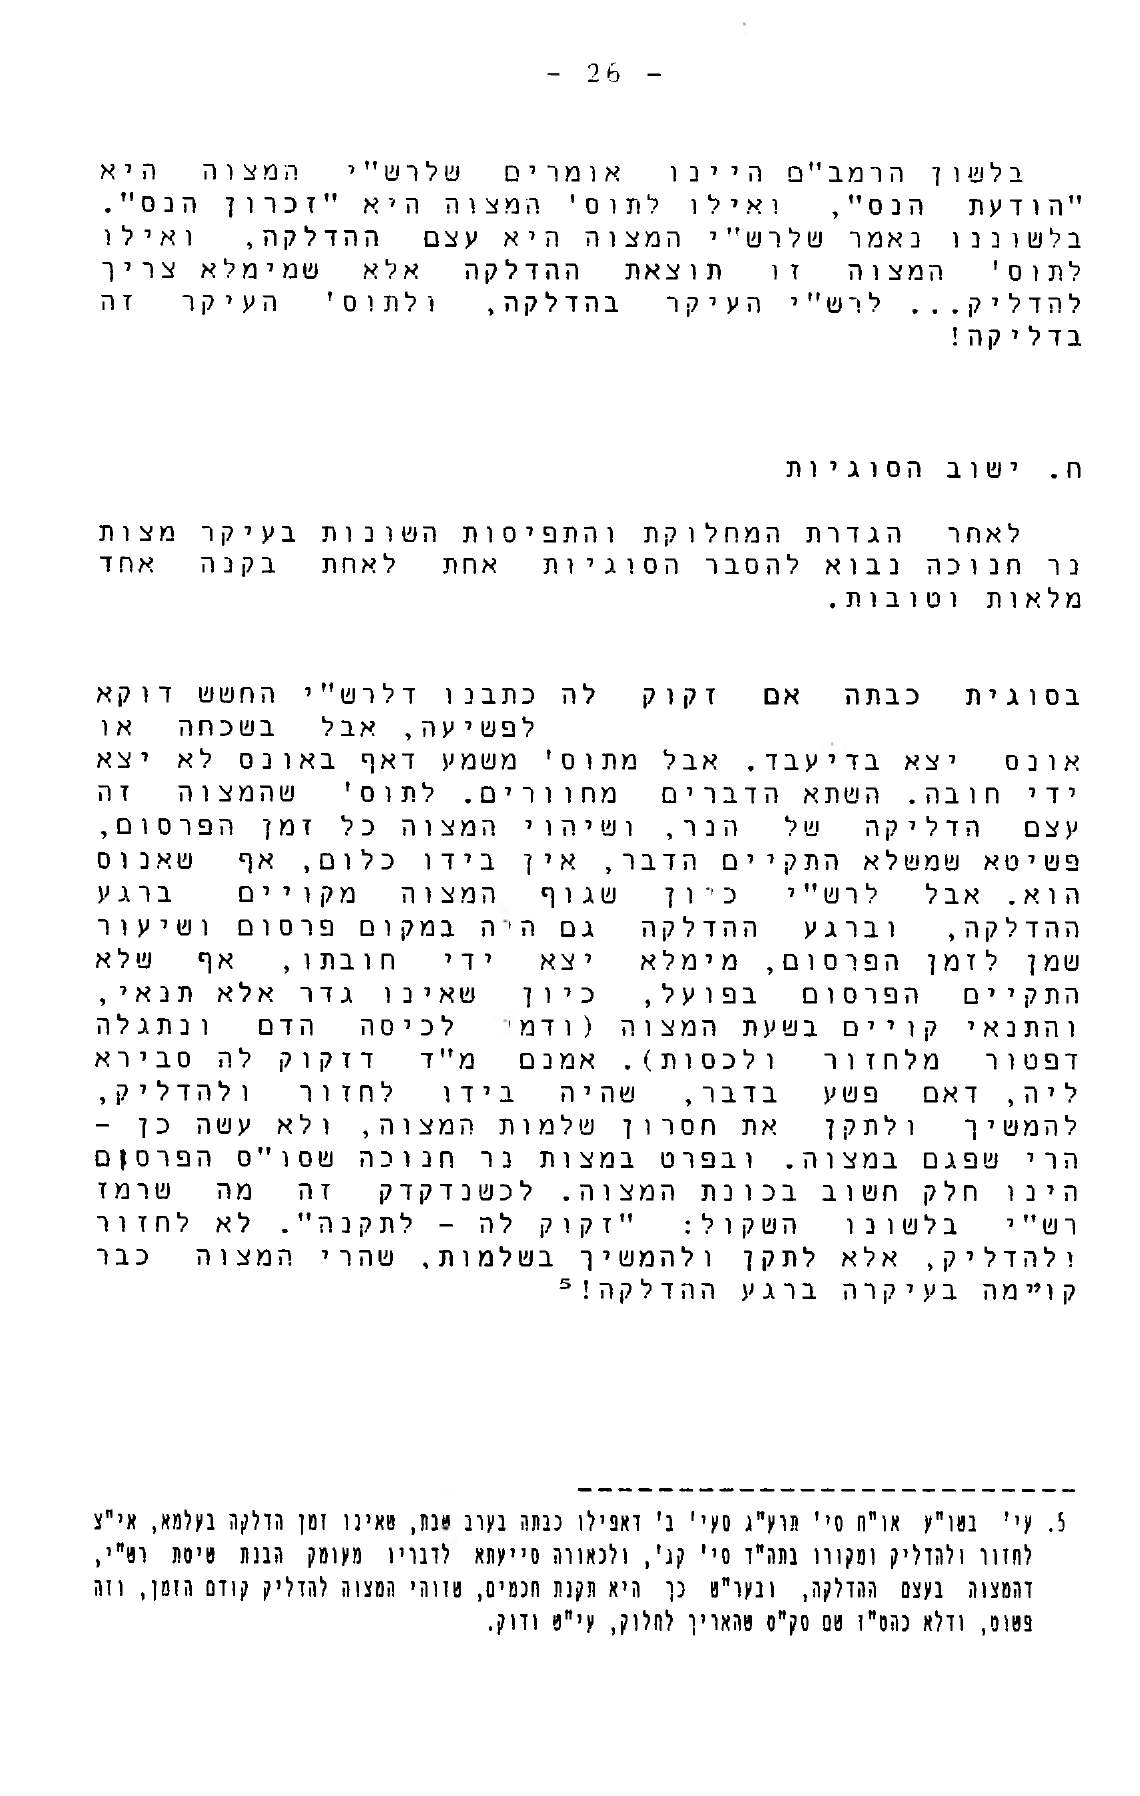 - 26 -
בלשון הרמב"ם היינו אומרים שלרש"י המצוה היא
"הודעת הנס", ואילו לתוס' המצוה היא "זכרון הנס".
בלשוננו נאמר שלרש"י המצוה היא עצם ההדלקה, ואילו
לתוס' המצוה זו תוצאת ההדלקה אלא שמימלא צריך
להדליק... לרש"י העיקר בהדלקה, ולתוס' העיקר זה
בדליקה!
ח. ישוב הסוגיות
לאחר הגדרת המחלוקת והתפיסות השונות בעיקר מצות
נר חנוכה נבוא להסבר הסוגיות אחת לאחת בקנה אחד
מלאות וטובות.
בסוגית כבתה אם זקוק לה כתבנו דלרש"י החשש דוקא
לפשיעה, אבל בשכחה או
אונס יצא בדיעבד. אבל מתוס' משמע דאף באונס לא יצא
ידי חובה. השתא הדברים מחוורים. לתוס' שהמצוה זה
עצם הדליקה של הנר, ושיהוי המצוה כל זמן הפרסום,
פשיטא שמשלא התקיים הדבר, אין בידו כלום, אף שאנוס
הוא. אבל לרש"י כיון שגוף המצוה מקויים ברגע
ההדלקה, וברגע ההדלקה גם היה במקום פרסום ושיעור
שמן לזמן הפרסום, מימלא יצא ידי חובתו, אף שלא
התקיים הפרסום בפועל, כיון שאינו גדר אלא תנאי,
והתנאי קויים בשעת המצוה (ודמי לכיסה הדם ונתגלה
דפטור מלחזור ולכסות). אמנם מ"ד דזקוק לה סבירא
ליה, דאם פשע בדבר, שהיה בידו לחזור ולהדליק,
להמשיך ולתקן את חסרון שלמות המצוה, ולא עשה כן -
הרי שפגם במצוה. ובפרט במצות נר חנוכה שסו"ס הפרסום
הינו חלק חשוב בכונת המצוה. לכשנדקדק זה מה שרמז
רש"י בלשונו השקול: "זקוק לה - לתקנה". לא לחזור
ולהדליק, אלא לתקן ולהמשיך בשלמות, שהרי המצוה כבר
קויימה בעיקרה ברגע ההדלקה!5
5. עי' בשו"ע או"ח סי' תרע"ג סעי' ב' דאפילו כבתה בערב שבת, שאינו זמן הדלקה בעלמא, אי"צ
לחזור ולהדליק ומקורו בתה"ד סי' קב', ולכאורה סייעתא לדבריו מעומק הבנת שיטת רש"י,
דהמצוה בעצם ההדלקה, ובער"ש כך היא תקנת חכמים, שזוהי המצוה להדליק קודם הזמן, וזה
פשוט, ודלא כהט"ז שם סק"ט שהאריך לחלוק, עי"ש ודוק.